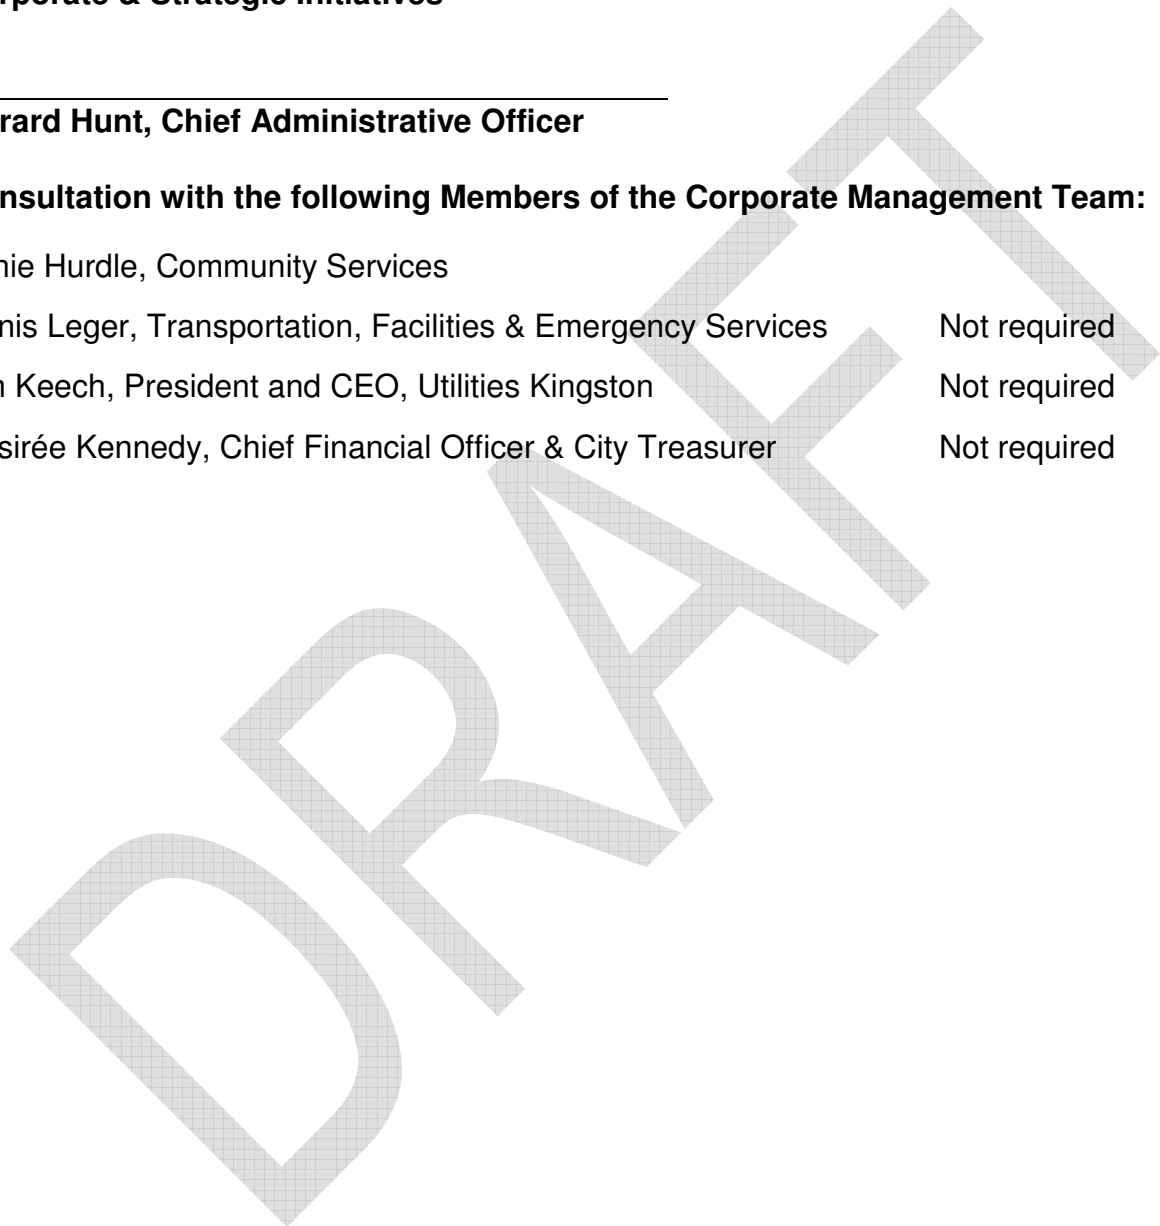 rporate & Strategic Initiatives
rard Hunt, Chief Administrative Officer
nsultation with the following Members of the Corporate Management Team:
nie Hurdle, Community Services
nis Leger, Transportation, Facilities & Emergency Services Not required
n Keech, President and CEO, Utilities Kingston Not required
sirée Kennedy, Chief Financial Officer & City Treasurer Not required
DRAFT